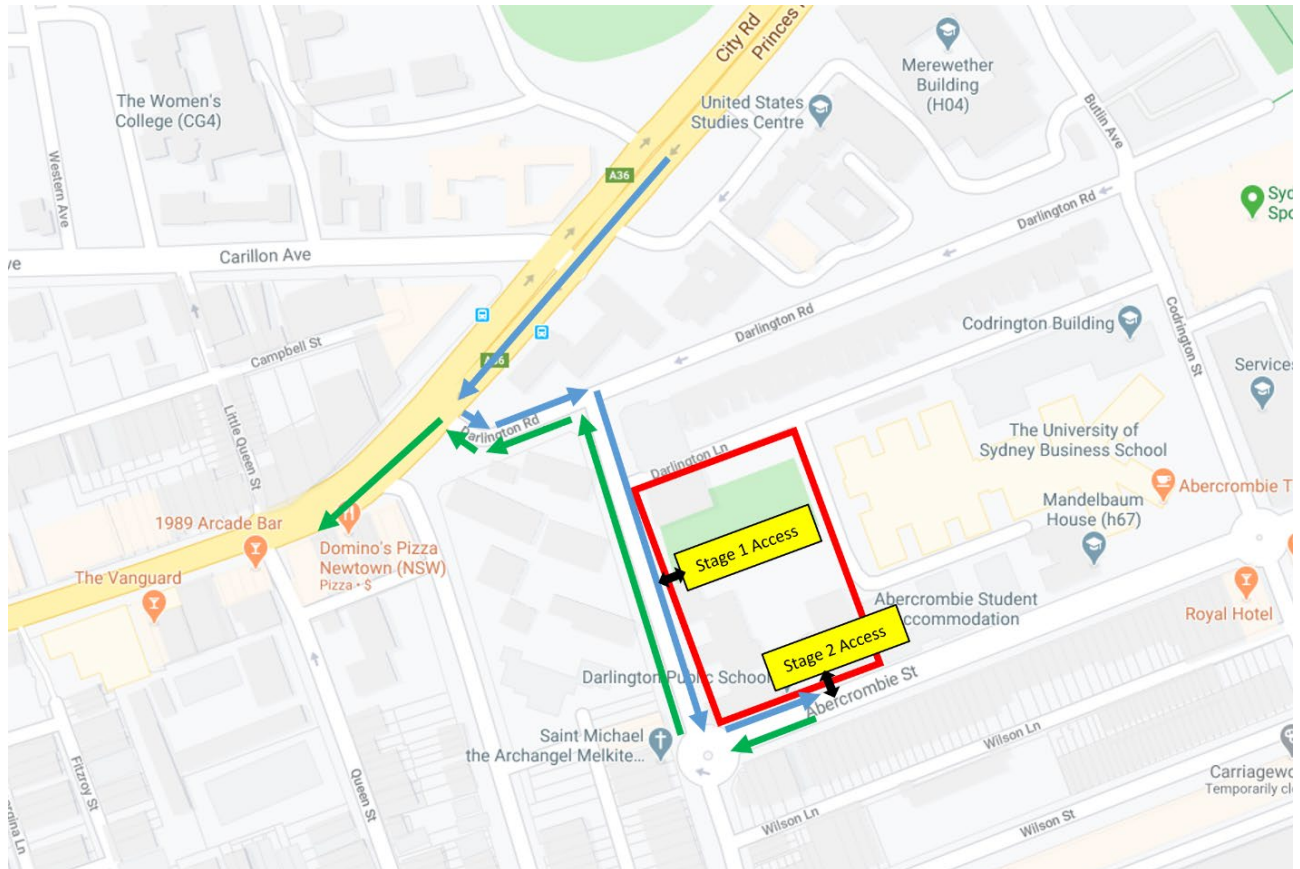 City Rd
Princes
Merewether
Building
(H04)
The Women's
College (CG4)
United States
Studies Centre
Butlin Ave
Western Ave
A36
Syd
Spo
Darlington Rd
Carillon Ave
ve
Darlington Rd
Codrington Building
Codrington St
Campbell St
A36
Services
Little Queen St
Darlington Rd
The University of
Sydney Business School
Darlington Ln
Abercrombie T
1989 Arcade Bar
Mandelbaum
House (h67)
Domino's Pizza
Newtown (NSW)
Pizza • $
Stage 1 Access
The Vanguard
Abercrombie Student
ccommodation
Royal Hotel
Stage 2 Access
Darlington Public School
Abercrombie St
Saint Michael
the Archangel Melkite...
Wilson Ln
Fitzroy St
Queen St
Carriagewo
Temporarily clo
Wilson Ln
Wilson St
rgina Ln